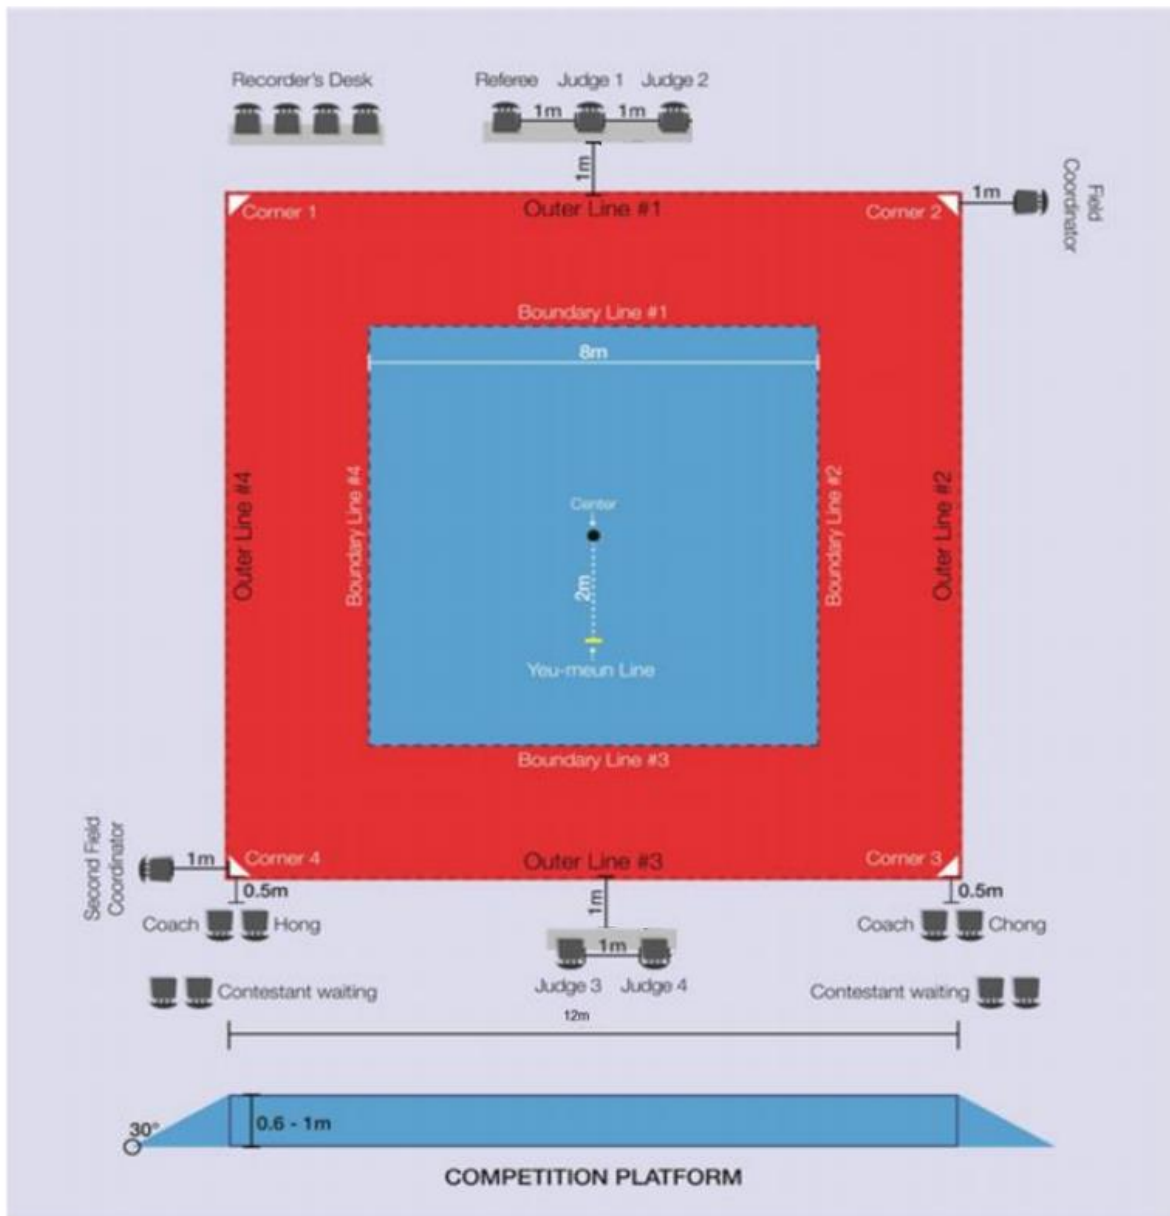 Recorder's Desk
Referee Judge 1 Judge 2
1m 1m
1m
Field
Coordinator
1m
Corner 1
Outer Line #1
Corner 2
Boundary Line #1
8m
Outer Line #4
Boundary Line #4
Center
2m
Yeu-meun Line
Boundary Line #2
Outer Line #2
Boundary Line #3
Second Field
Coordinator
1m
Corner 4
Outer Line #3
Corner 3
0.5m
1m
0.5m
Coach Hong
1m
Coach Chong
Judge 3 Judge 4
Contestant waiting
Contestant waiting
12m
30°
0.6 - 1m
COMPETITION PLATFORM